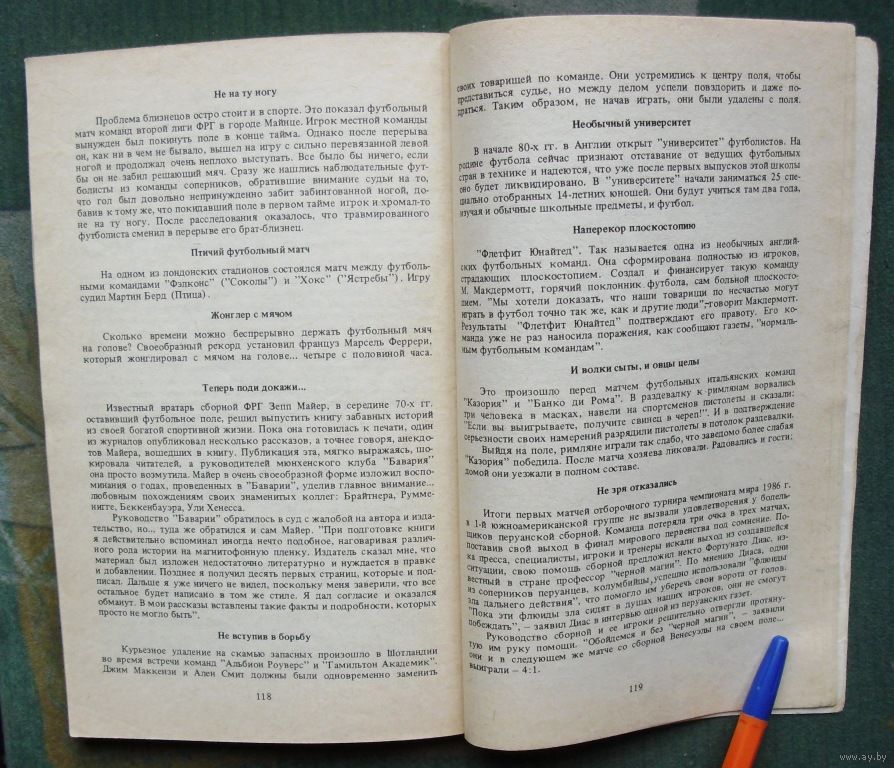 Не на ту ногу
Проблема близнецов остро стоит и в спорте. Это показал футбольный
матч команд второй лиги ФРГ в городе Майнце. Игрок местной команды
вынужден был покинуть поле в конце тайма. Однако после перерыва
он, как ни в чем не бывало, вышел на игру с сильно перевязанной левой
ногой и продолжал очень неплохо выступать. Все было бы ничего, если
бы он не забил решающий мяч. Сразу же нашлись наблюдательные фут-
болисты из команды соперников, обратившие внимание судьи на то,
что гол был довольно непринужденно забит забинтованной ногой, до-
бавив к тому же, что покидавший поле в первом тайме игрок и хромал-то
не на ту ногу. После расследования оказалось, что травмированного
футболиста сменил в перерыве его брат-близнец.
Птичий футбольный матч
На одном из лондонских стадионов состоялся матч между футболь-
ными командами "Фэлконс" ("Соколы") и "Хокс" ("Ястребы"). Игру
судил Мартин Берд (Птица).
Жонглер с мячом
Сколько времени можно беспрерывно держать футбольный мяч
на голове? Своеобразный рекорд установил француз Марсель Феррери,
который жонглировал с мячом на голове... четыре с половиной часа.
Теперь поди докажи...
Известный вратарь сборной ФРГ Зепп Майер, в середине 70-х гг.
оставивший футбольное поле, решил выпустить книгу забавных историй
из своей богатой спортивной жизни. Пока она готовилась к печати, один
из журналов опубликовал несколько рассказов, а точнее говоря, анекдо-
тов Майера, вошедших в книгу. Публикация эта, мягко выражаясь, шо-
кировала читателей, а руководителей мюнхенского клуба "Бавария"
она просто возмутила. Майер в очень своеобразной форме изложил воспо-
минания о годах, проведенных в "Баварии", уделив главное внимание...
любовным похождениям своих знаменитых коллег: Брайтнера, Румме-
нигге, Беккенбауэра, Ули Хенесса.
Руководство "Баварии" обратилось в суд с жалобой на автора и издате-
льство, но... туда же обратился и сам Майер. "При подготовке книги
я действительно вспоминал иногда нечто подобное, наговаривая различ-
ного рода истории на магнитофонную пленку. Издатель сказал мне, что
материал был изложен недостаточно литературно и нуждается в правке
и добавлении. Позднее я получил десять первых страниц, которые и под-
писал. Дальше я уже ничего не видел, поскольку меня заверили, что все
остальное будет написано в том же стиле. Я дал согласие и оказался
обманут. В мои рассказы вставлены такие факты и подробности, которых
просто не могло быть".
Не вступив в борьбу
Курьезное удаление на скамью запасных произошло в Шотландии
во время встречи команд "Альбион Роуверс" и "Гамильтон Академик".
Джим Маккензи и Ален Смит должны были одновременно заменить
118
своих товарищей по команде. Они устремились к центру поля, чтобы
представиться судье, но между делом успели повздорить и даже по-
драться. Таким образом, не начав играть, они были удалены с поля.
Необычный университет
В начале 80-х гг. в Англии открыт "университет" футболистов. На
родине футбола сейчас признают отставание от ведущих футбольных
стран в технике и надеются, что уже после первых выпусков этой школы
оно будет ликвидировано. В "университете" начали заниматься 25 спе-
циально отобранных 14-летних юношей. Они будут учиться там два года,
изучая и обычные школьные предметы, и футбол.
Наперекор плоскостопию
"Флетфит Юнайтед". Так называется одна из необычных англий-
ских футбольных команд. Она сформирована полностью из игроков,
страдающих плоскостопием. Создал и финансирует такую команду
М. Макдермотт, горячий поклонник футбола, сам больной плоскосто-
пием. "Мы хотели доказать, что наши товарищи по несчастью могут
играть в футбол точно так же, как и другие люди", - говорит Макдермотт.
Результаты "Флетфит Юнайтед" подтверждают его правоту. Его ко-
манда уже не раз наносила поражения, как сообщают газеты, "нормаль-
ным футбольным командам".
И волки сыты, и овцы целы
Это произошло перед матчем футбольных итальянских команд
"Казория" и "Банко ди Рома". В раздевалку к римлянам ворвались
три человека в масках, навели на спортсменов пистолеты и сказали:
"Если вы выиграете, получите свинец в череп!". И в подтверждение
серьезности своих намерений разрядили пистолеты в потолок раздевалки.
Выйдя на поле, римляне играли так слабо, что заведомо более слабая
"Казория" победила. После матча хозяева ликовали. Радовались и гости:
домой они уезжали в полном составе.
Не зря отказались
Итоги первых матчей отборочного турнира чемпионата мира 1986 г.
в 1-й южноамериканской группе не вызвали удовлетворения у болель-
щиков перуанской сборной. Команда потеряла три очка в трех матчах,
поставив свой выход в финал мирового первенства под сомнение. По-
ка пресса, специалисты, игроки и тренеры искали выход из создавшейся
ситуации, свою помощь сборной предложил некто Фортунато Диас, из-
вестный в стране профессор "черной магии". По мнению Диаса, одни
из соперников перуанцев, колумбийцы, успешно использовали "флюиды
зла дальнего действия", что помогло им уберечь свои ворота от голов.
"Пока эти флюиды зла сидят в душах наших игроков, они не смогут
побеждать", – заявил Диас в интервью одной из перуанских газет.
Руководство сборной и ее игроки решительно отвергли протяну-
тую им руку помощи. "Обойдемся и без "черной магии", – заявили
они и в следующем же матче со сборной Венесуэлы на своем поле...
выиграли – 4:1.
119
www.ay.by